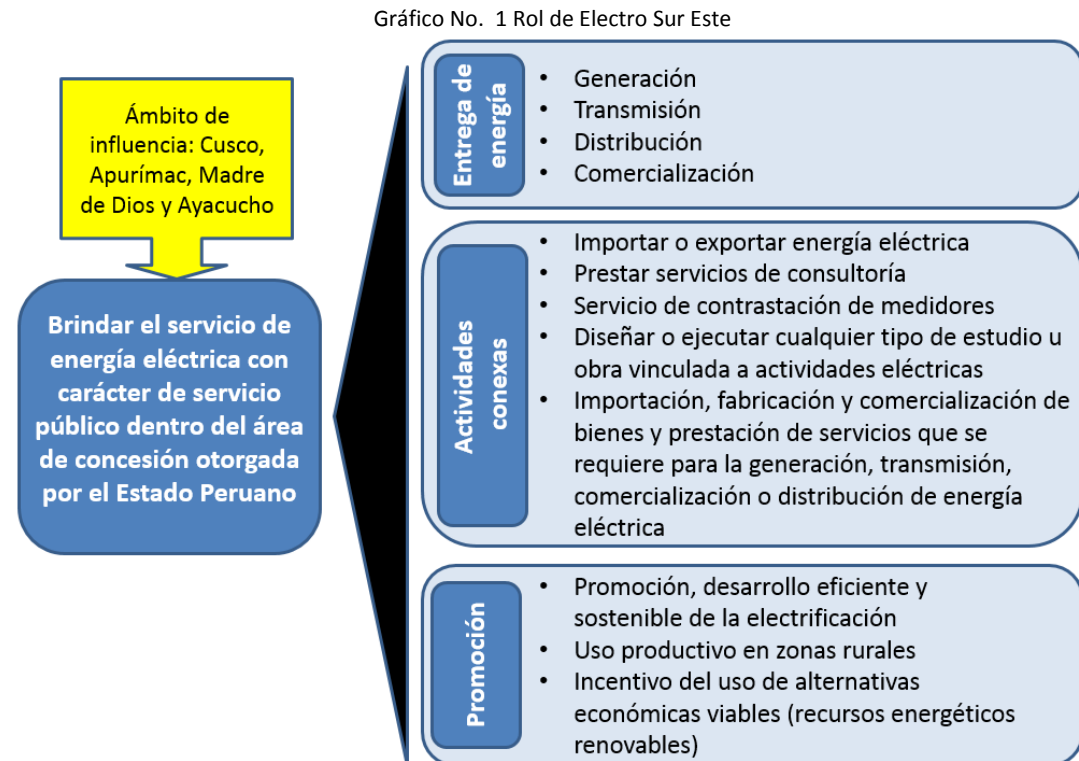 Gráfico No. 1 Rol de Electro Sur Este
Ámbito de
influencia: Cusco,
Apurímac, Madre
de Dios y Ayacucho
Brindar el servicio de
energía eléctrica con
carácter de servicio
público dentro del área
de concesión otorgada
por el Estado Peruano
Entrega de
energía
• Generación
• Transmisión
• Distribución
• Comercialización
Actividades
conexas
• Importar o exportar energía eléctrica
• Prestar servicios de consultoría
• Servicio de contrastación de medidores
• Diseñar o ejecutar cualquier tipo de estudio u
obra vinculada a actividades eléctricas
• Importación, fabricación y comercialización de
bienes y prestación de servicios que se
requiere para la generación, transmisión,
comercialización o distribución de energía
eléctrica
Promoción
• Promoción, desarrollo eficiente y
sostenible de la electrificación
• Uso productivo en zonas rurales
• Incentivo del uso de alternativas
económicas viables (recursos energéticos
renovables)